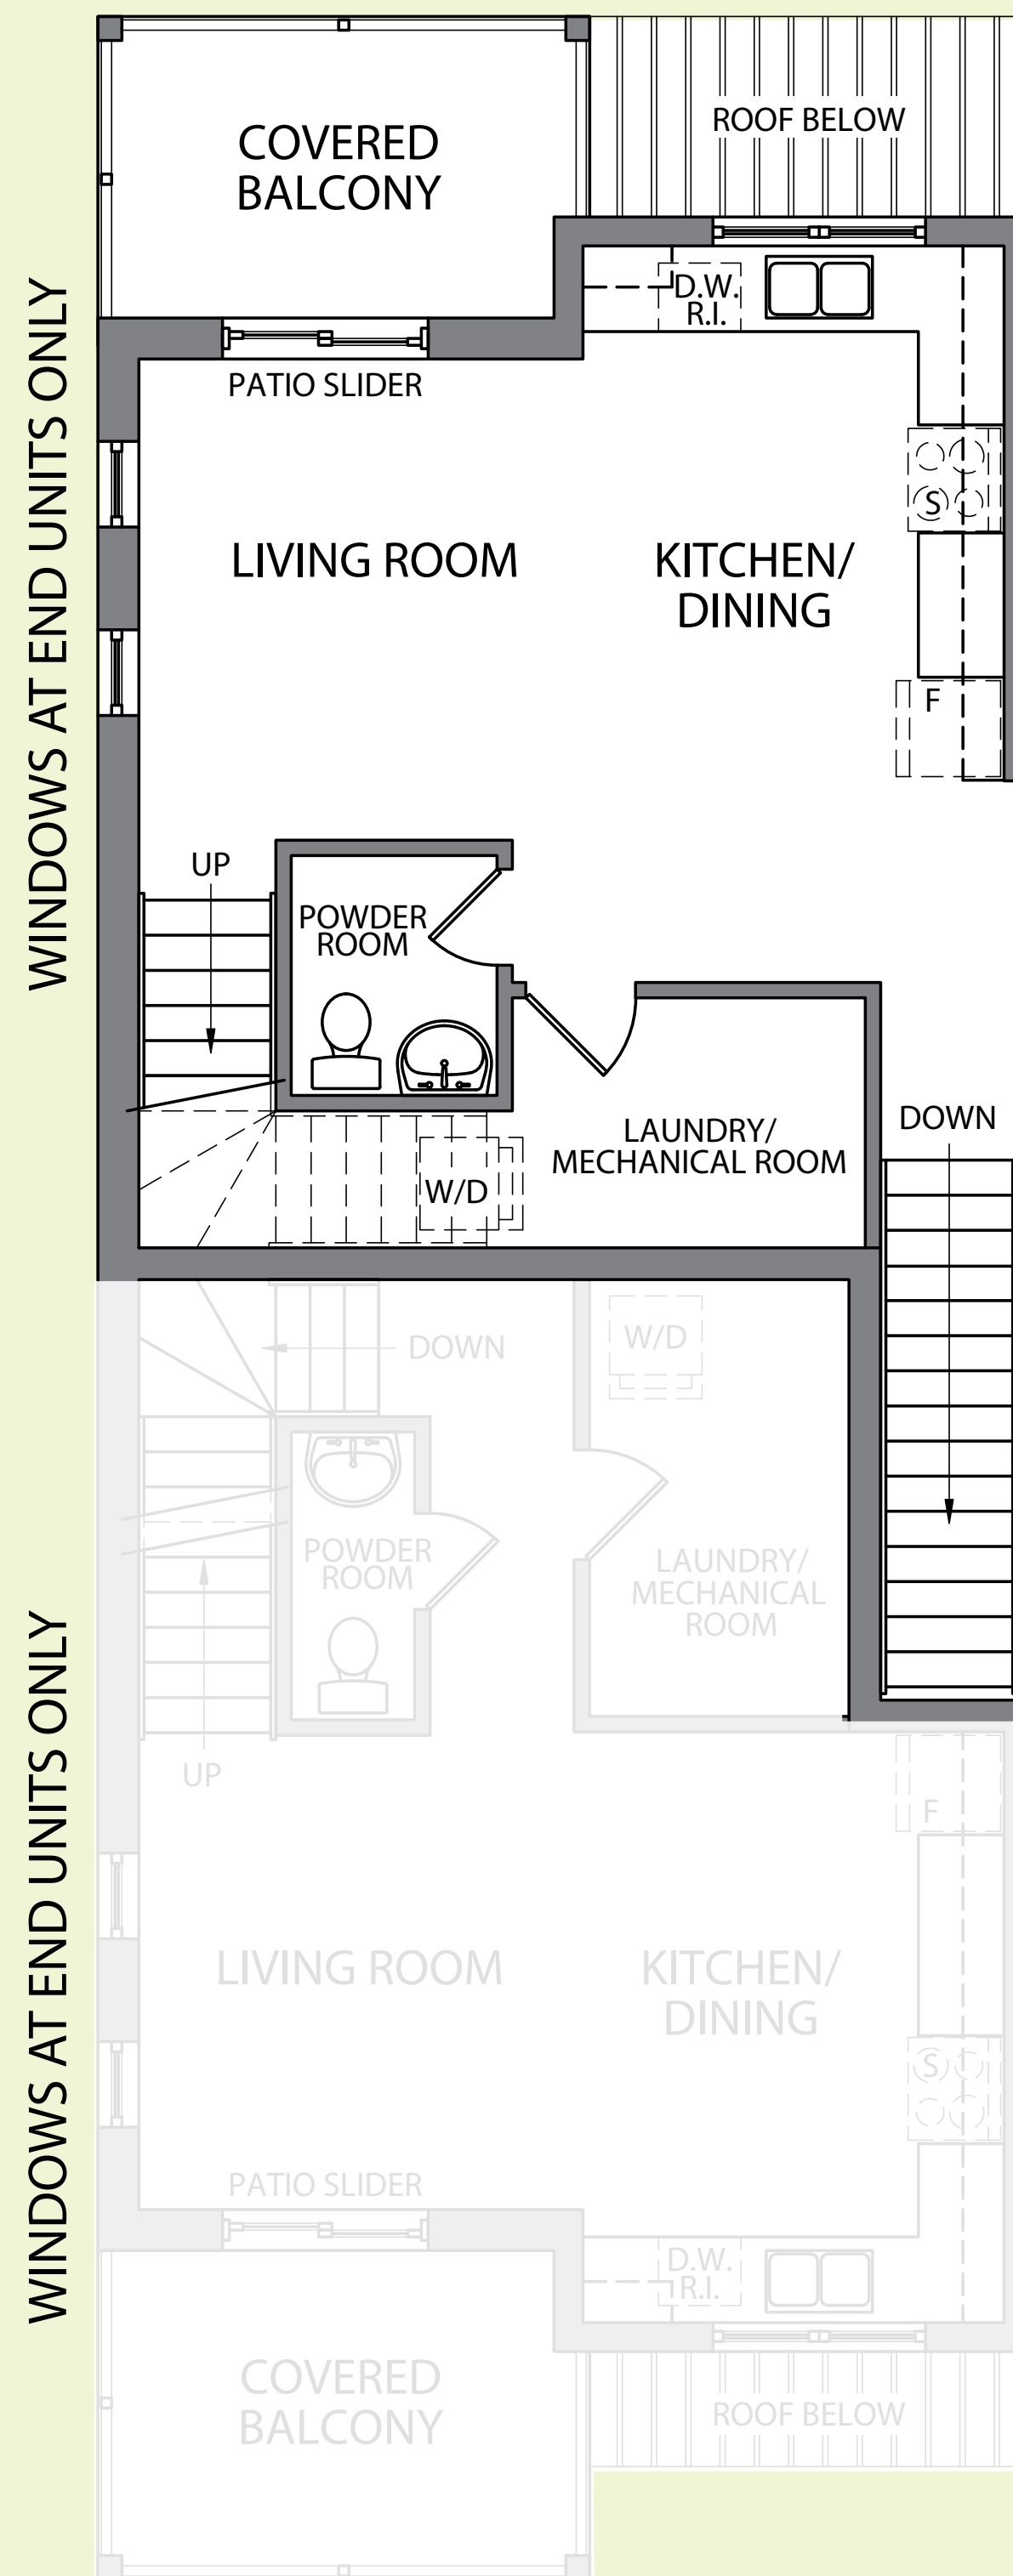 COVERED
BALCONY
ROOF BELOW
D.W.
R.I.
PATIO SLIDER
WINDOWS AT END UNITS ONLY
S
LIVING ROOM
KITCHEN/
DINING
F
UP
POWDER
ROOM
DOWN
LAUNDRY/
MECHANICAL ROOM
W/D
DOWN
W/D
POWDER
ROOM
LAUNDRY/
MECHANICAL
ROOM
UP
F
WINDOWS AT END UNITS ONLY
LIVING ROOM
KITCHEN/
DINING
S
PATIO SLIDER
D.W.
R.I.
COVERED
BALCONY
ROOF BELOW